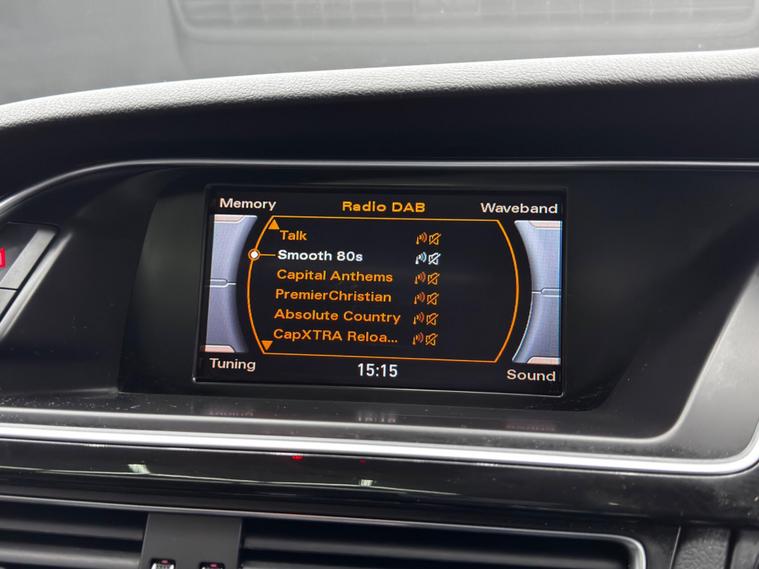 Memory
Radio DAB
Waveband
Talk
Smooth 80s
Capital Anthems
PremierChristian
Absolute Country
CapXTRA Reloa...
Tuning
15:15
Sound